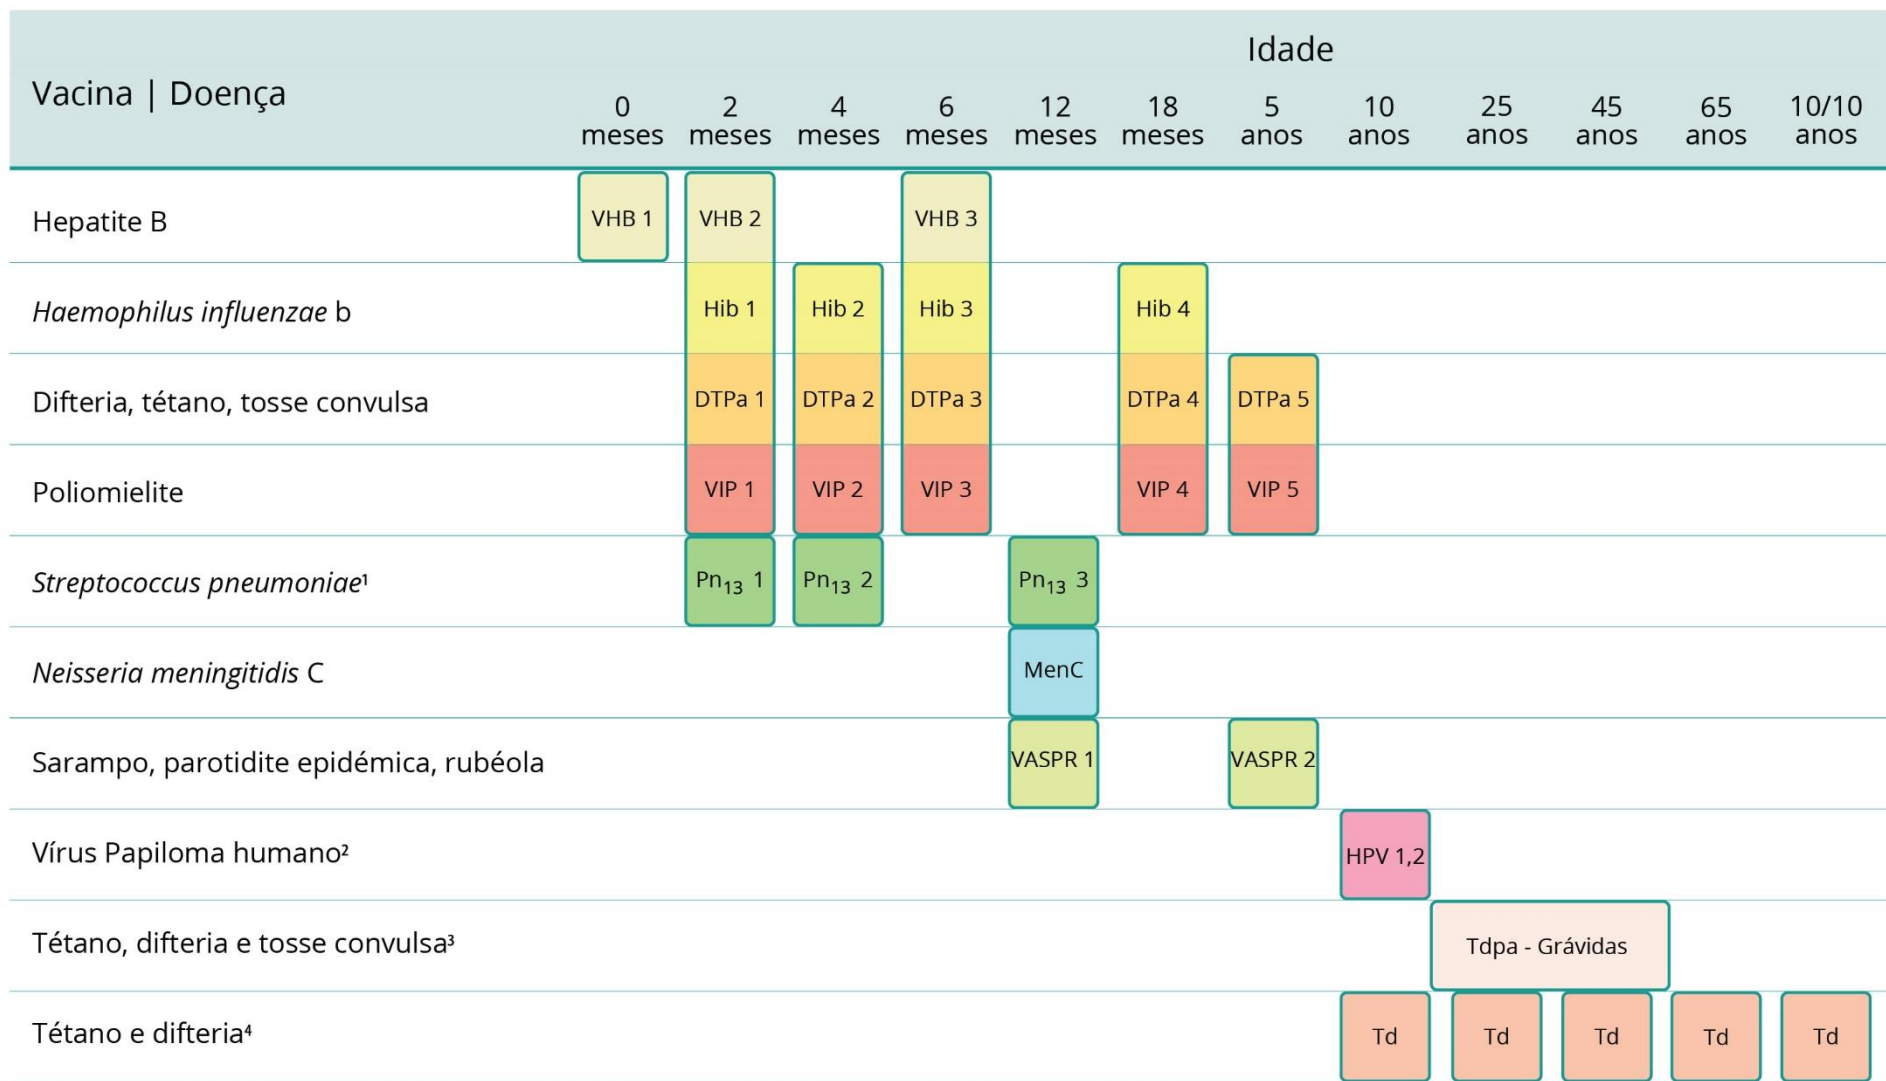 Idade
Vacina | Doença
0 meses 2 meses 4 meses 6 meses 12 meses 18 meses 5 anos 10 anos 25 anos 45 anos 65 anos 10/10 anos
Hepatite B VHB 1 VHB 2 VHB 3
Haemophilus influenzae b Hib 1 Hib 2 Hib 3 Hib 4
Difteria, tétano, tosse convulsa DTPa 1 DTPa 2 DTPa 3 DTPa 4 DTPa 5
Poliomielite VIP 1 VIP 2 VIP 3 VIP 4 VIP 5
Streptococcus pneumoniae¹ Pn₁₃ 1 Pn₁₃ 2 Pn₁₃ 3
Neisseria meningitidis C MenC
Sarampo, parotidite epidémica, rubéola VASPR 1 VASPR 2
Vírus Papiloma humano² HPV 1,2
Tétano, difteria e tosse convulsa³ Tdpa - Grávidas
Tétano e difteria⁴ Td Td Td Td Td